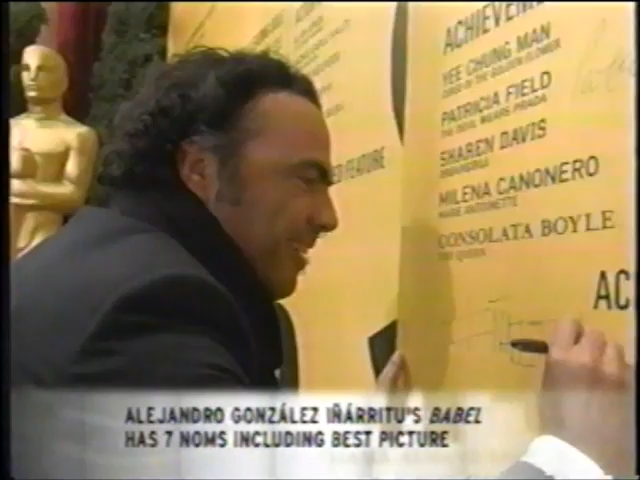 ACHIEVEM
YEE CHUNG MAN
CURSE OF THE GOLDEN FLOWER
PATRICIA FIELD
THE DEVIL WEARS PRADA
SHAREN DAVIS
DREAMGIRLS
MILENA CANONERO
MARIE ANTOINETTE
CONSOLATA BOYLE
THE QUEEN
ED FEATURE
AC
ALEJANDRO GONZÁLEZ IÑÁRRITU'S BABEL
HAS 7 NOMS INCLUDING BEST PICTURE